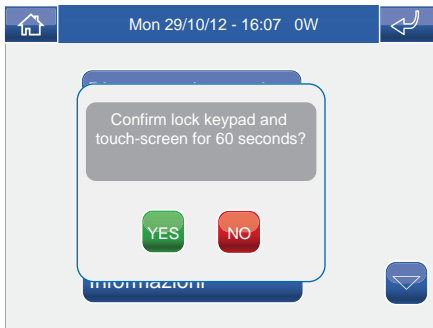 Mon 29/10/12 - 16:07 0W
Confirm lock keypad and
touch-screen for 60 seconds?
YES
NO
Informazioni